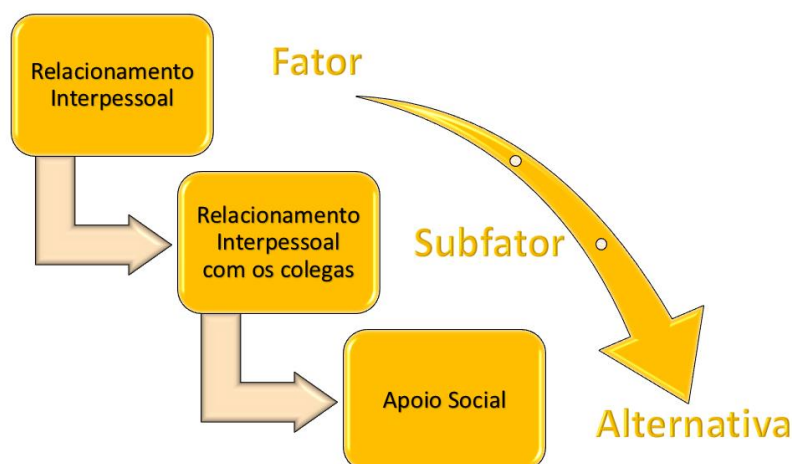 Relacionamento
Interpessoal
Fator
Relacionamento
Interpessoal
com os colegas
Subfator
Apoio Social
Alternativa